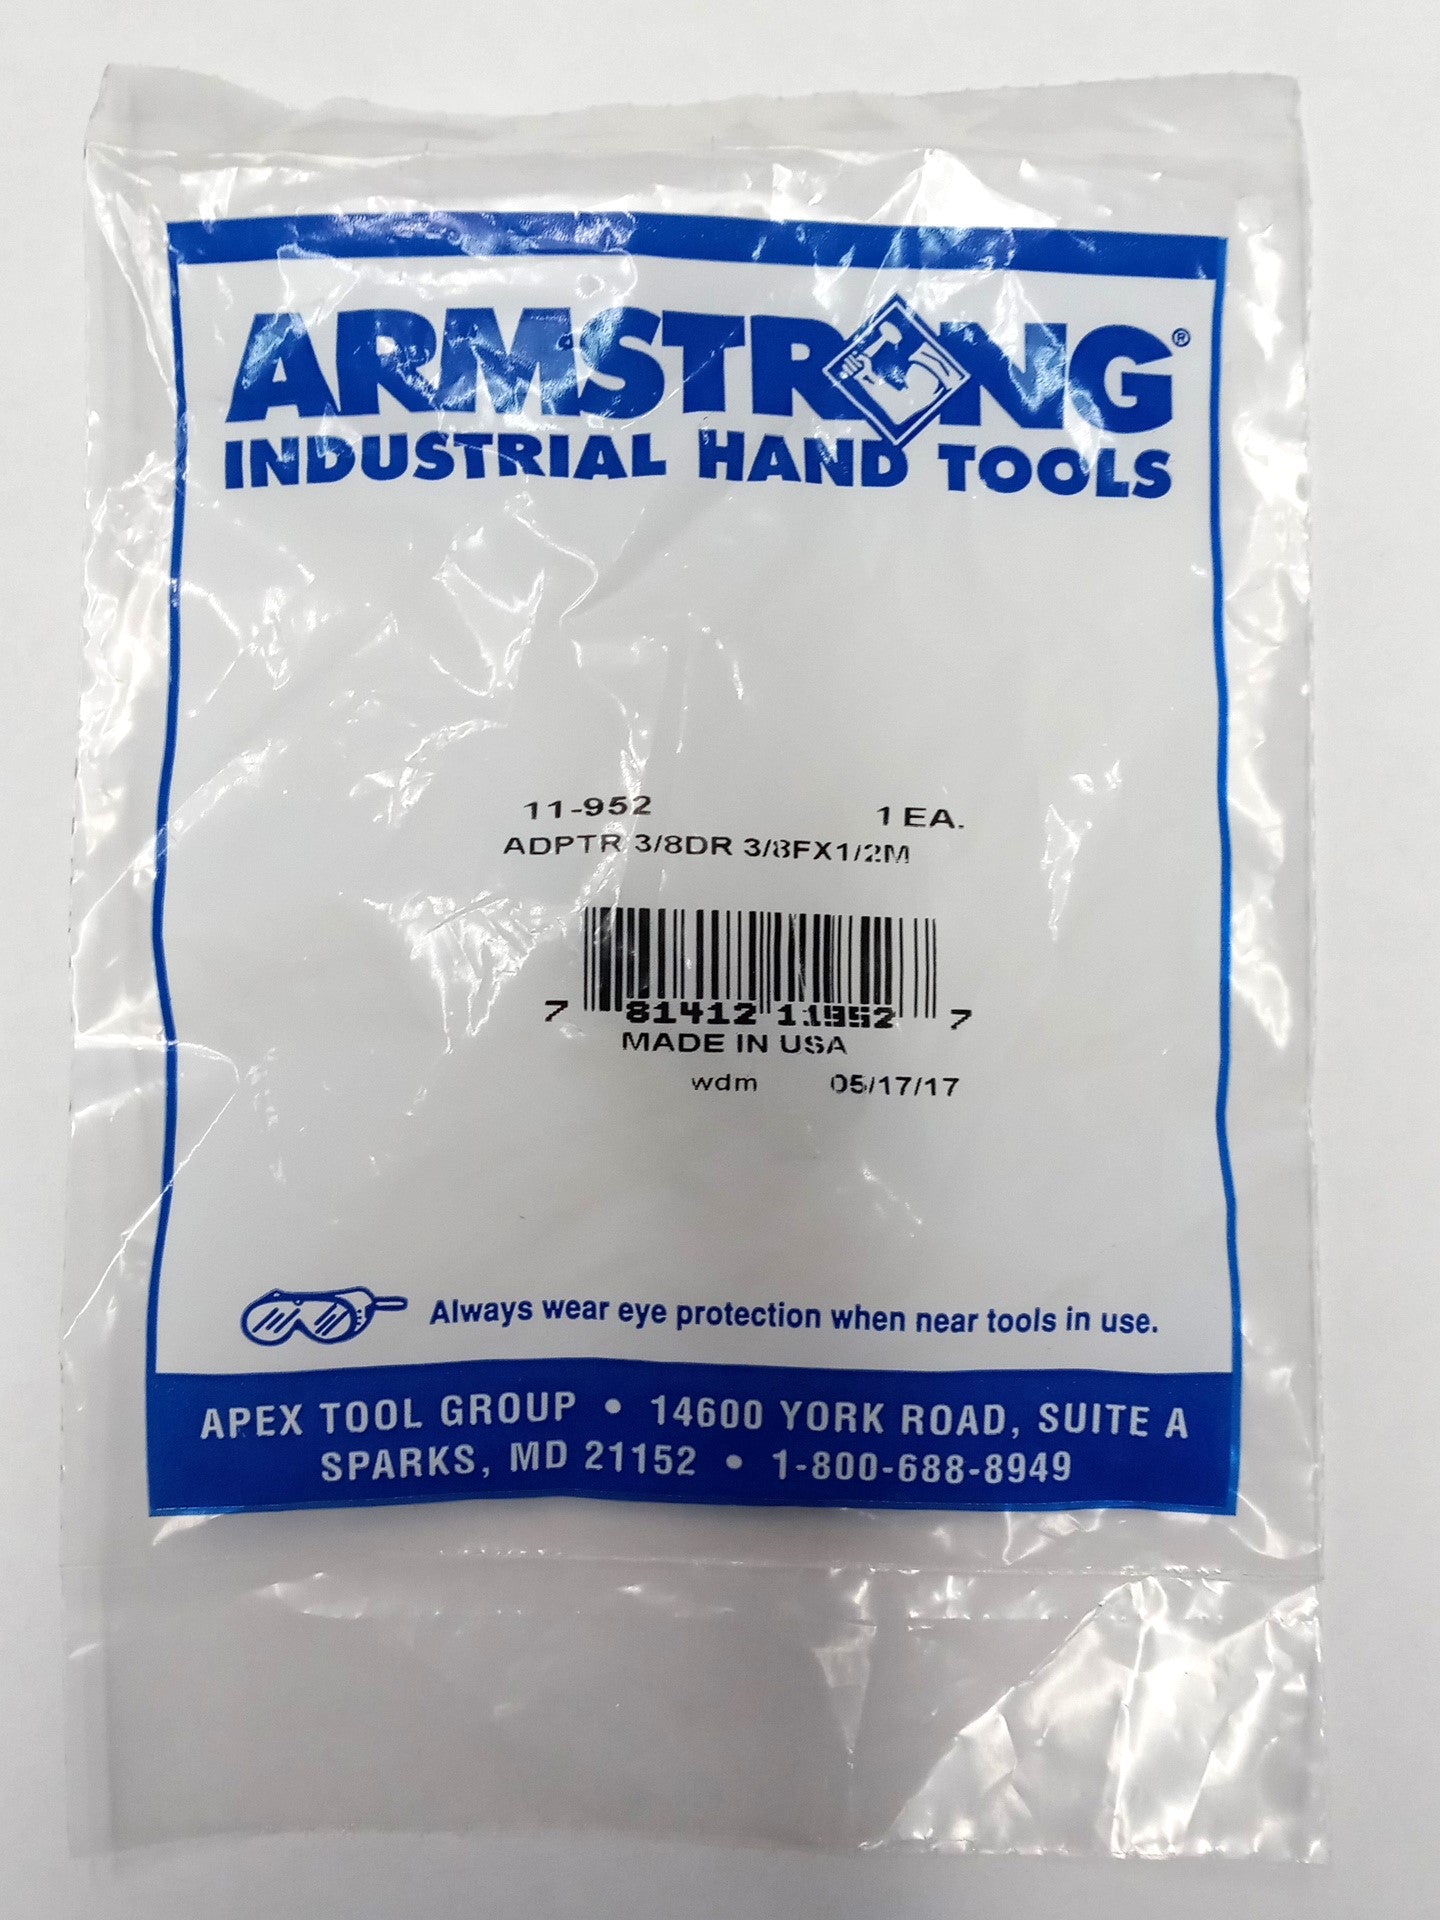 ARMSTRONG®
INDUSTRIAL HAND TOOLS
11-952 1 EA.
ADPTR 3/8DR 3/8FX1/2M
7 81412 11952 7
MADE IN USA
wdm 05/17/17
Always wear eye protection when near tools in use.
APEX TOOL GROUP • 14600 YORK ROAD, SUITE A
SPARKS, MD 21152 • 1-800-688-8949